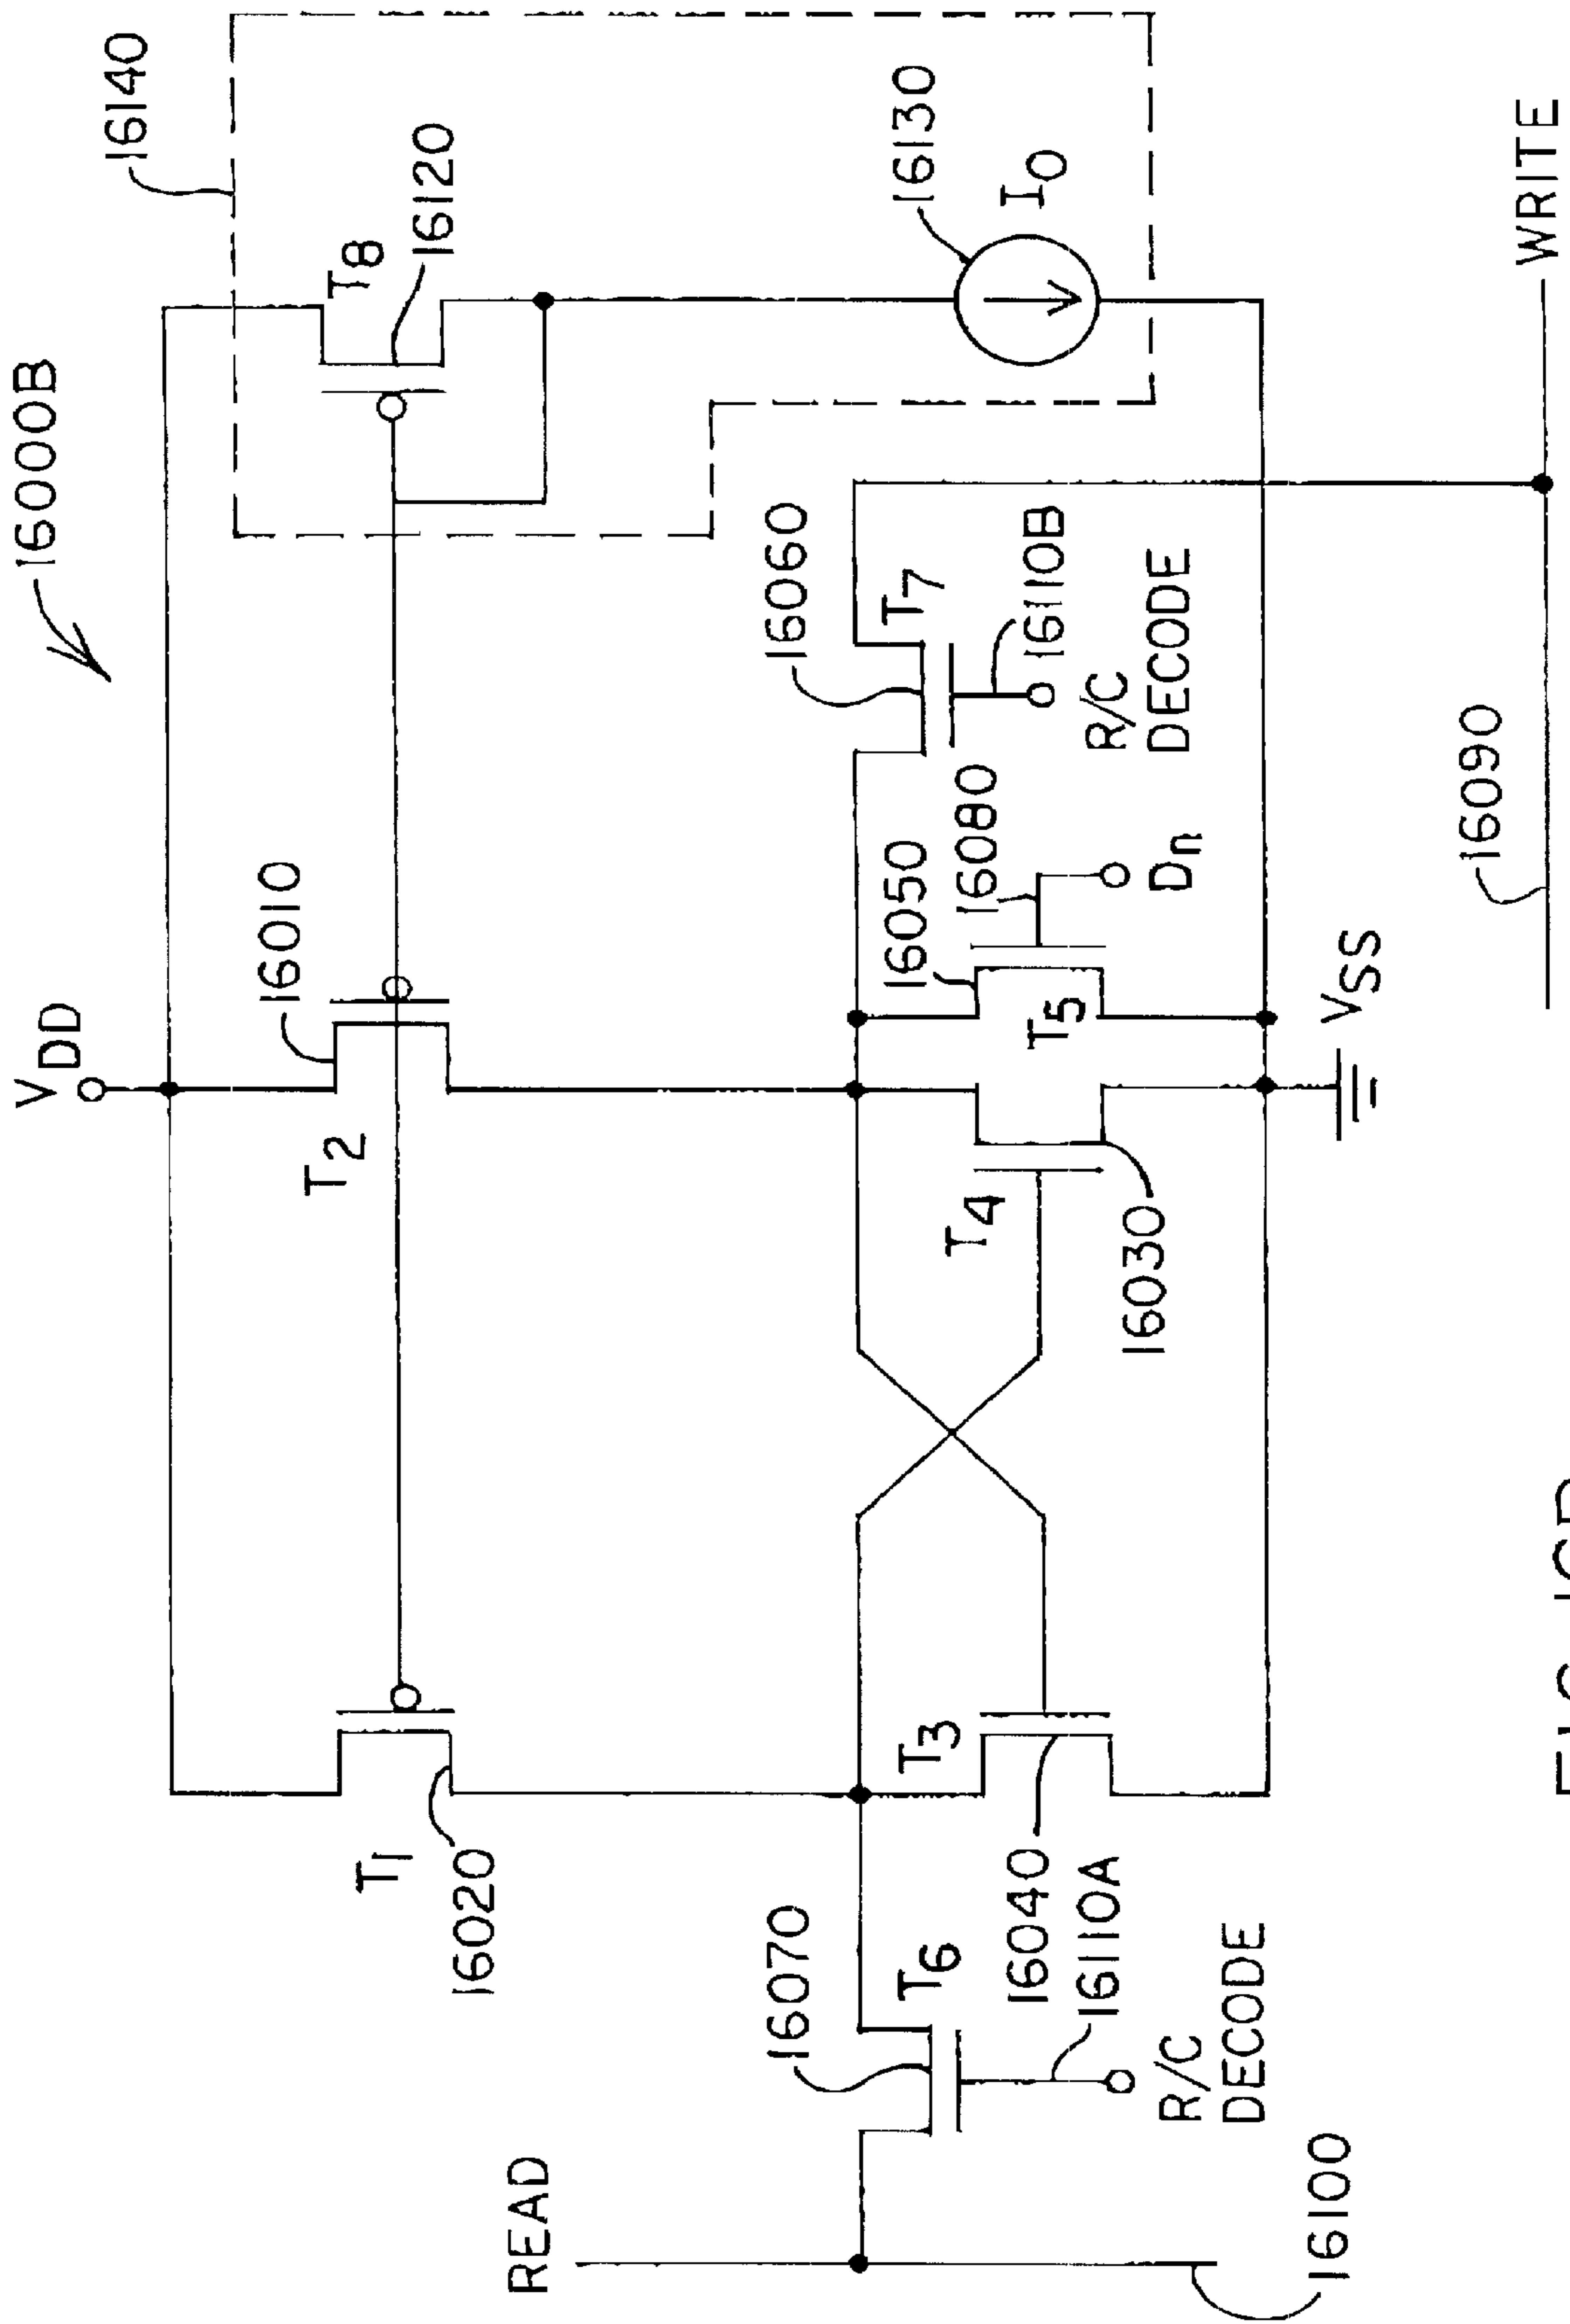 16000B
16140
VDD
T8
16120
16010
T2
T1
16020
16130
IO
READ
16070
T6
T3
16040
16110A
R/C
DECODE
16100
T4
16030
16050
T5
16080
Dn
16060
T7
16110B
R/C
DECODE
VSS
16090
WRITE